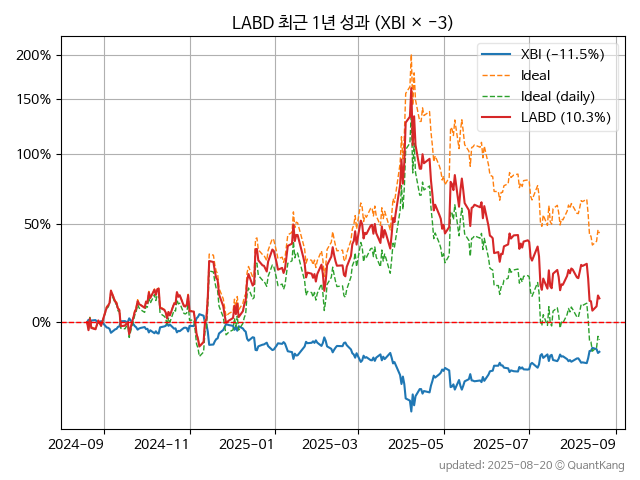 LABD 최근 1년 성과 (XBI × −3)
200%
150%
100%
50%
0%
XBI (−11.5%)
Ideal
Ideal (daily)
LABD (10.3%)
2024-09
2024-11
2025-01
2025-03
2025-05
2025-07
2025-09
updated: 2025-08-20 © QuantKang